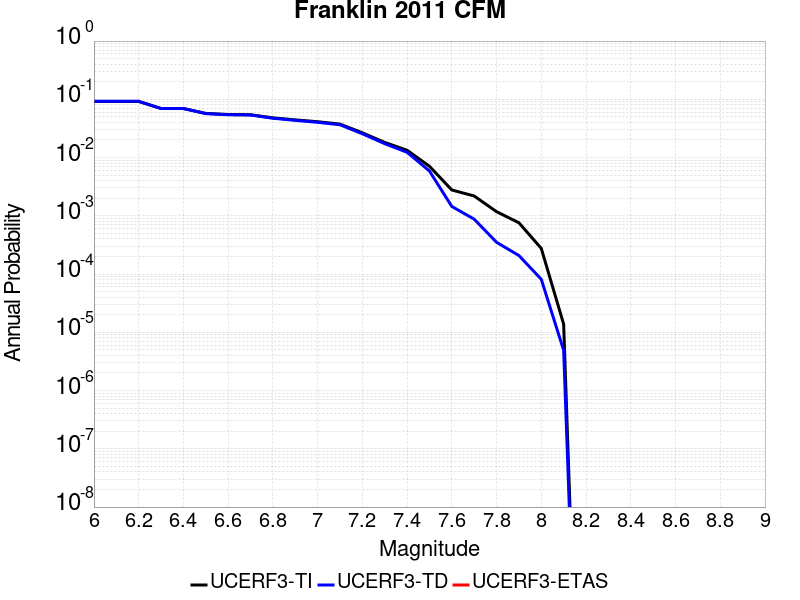 Franklin 2011 CFM
10^0
10^-1
10^-2
10^-3
10^-4
10^-5
10^-6
10^-7
10^-8
Annual Probability
6 6.2 6.4 6.6 6.8 7 7.2 7.4 7.6 7.8 8 8.2 8.4 8.6 8.8 9
Magnitude
UCERF3-TI UCERF3-TD UCERF3-ETAS